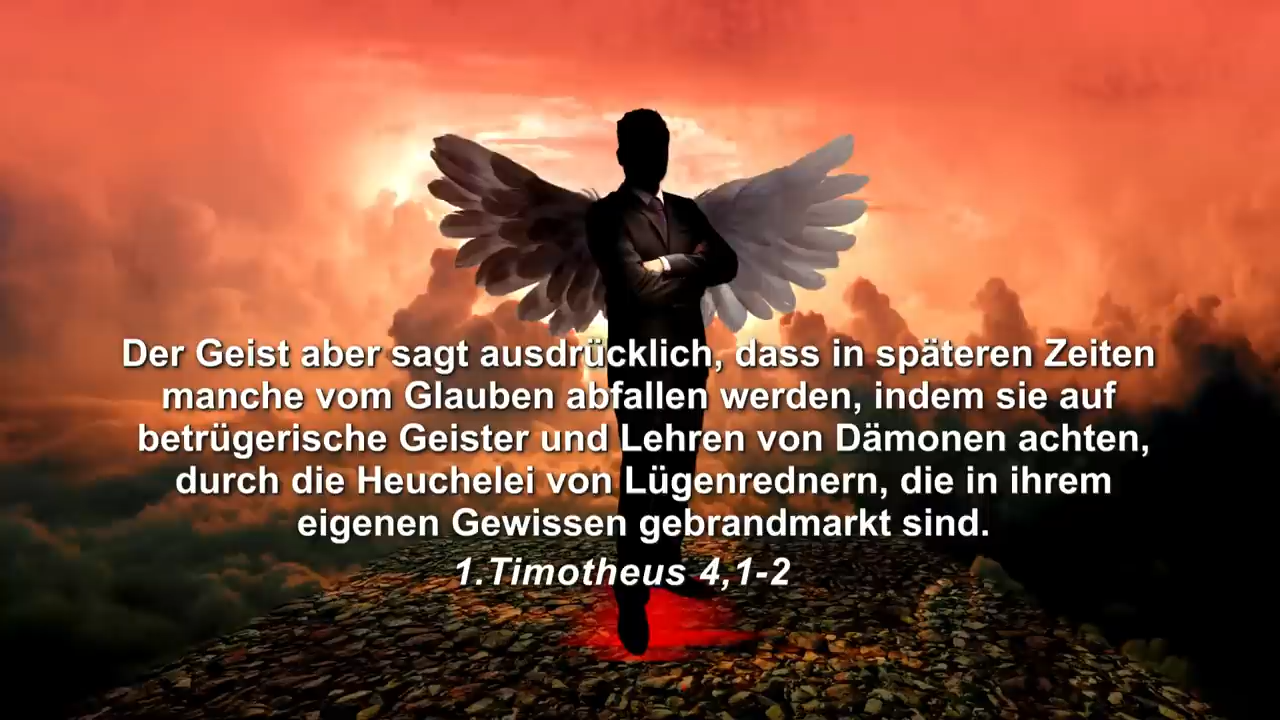 Der Geist aber sagt ausdrücklich, dass in späteren Zeiten
manche vom Glauben abfallen werden, indem sie auf
betrügerische Geister und Lehren von Dämonen achten,
durch die Heuchelei von Lügenrednern, die in ihrem
eigenen Gewissen gebrandmarkt sind.
1.Timotheus 4,1-2